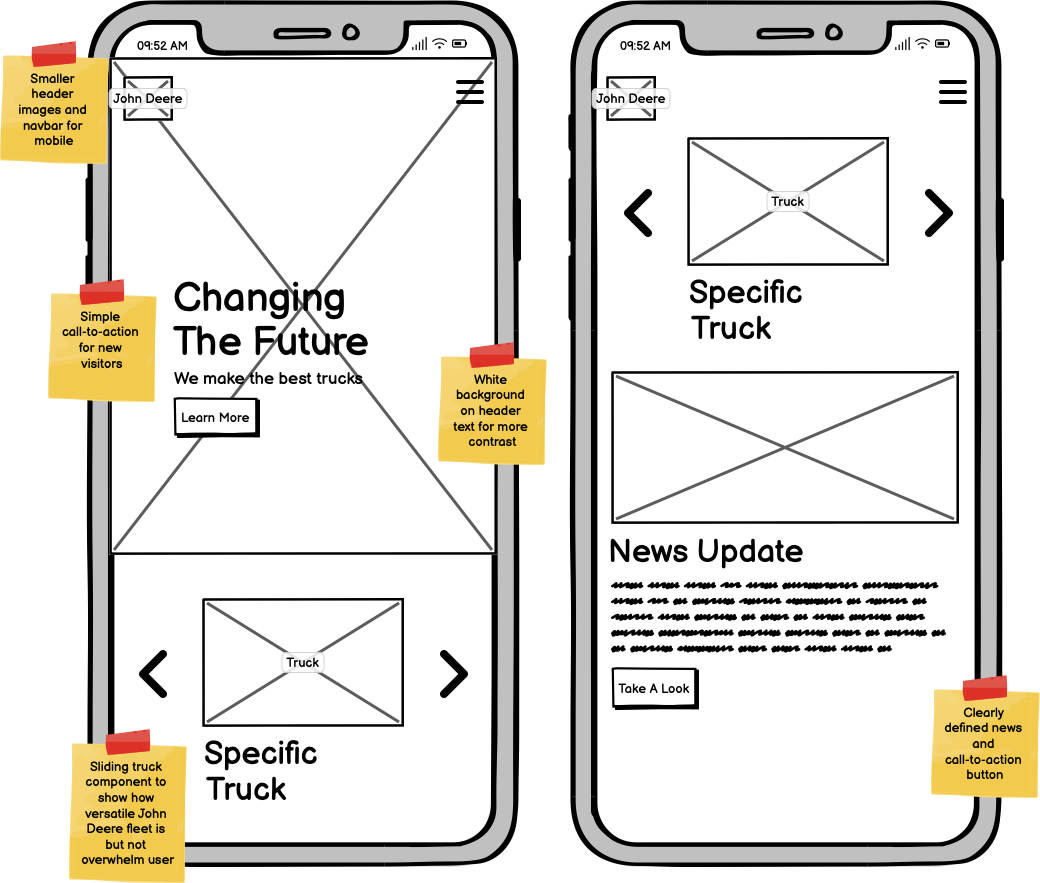 09:52 AM
John Deere
Smaller
header
images and
navbar for
mobile
Changing
The Future
We make the best trucks
Learn More
Simple
call-to-action
for new
visitors
White
background
on header
text for more
contrast
Truck
Specific
Truck
Sliding truck
component to
show how
versatile John
Deere fleet is
but not
overwhelm user
09:52 AM
John Deere
Truck
Specific
Truck
News Update
Take A Look
Clearly
defined news
and
call-to-action
button